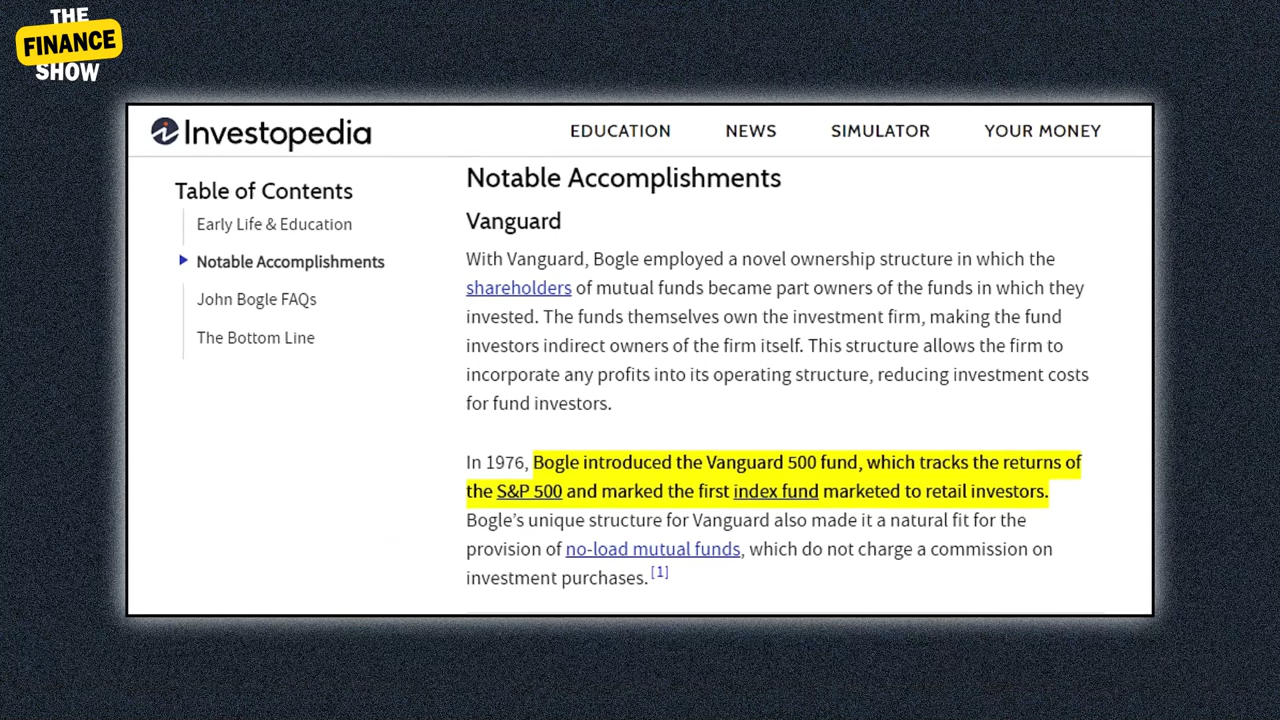 THE
FINANCE
SHOW
Investopedia
EDUCATION NEWS SIMULATOR YOUR MONEY
Table of Contents
Early Life & Education
Notable Accomplishments
John Bogle FAQs
The Bottom Line
Notable Accomplishments
Vanguard
With Vanguard, Bogle employed a novel ownership structure in which the
shareholders of mutual funds became part owners of the funds in which they
invested. The funds themselves own the investment firm, making the fund
investors indirect owners of the firm itself. This structure allows the firm to
incorporate any profits into its operating structure, reducing investment costs
for fund investors.
In 1976, Bogle introduced the Vanguard 500 fund, which tracks the returns of
the S&P 500 and marked the first index fund marketed to retail investors.
Bogle’s unique structure for Vanguard also made it a natural fit for the
provision of no-load mutual funds, which do not charge a commission on
investment purchases. [1]